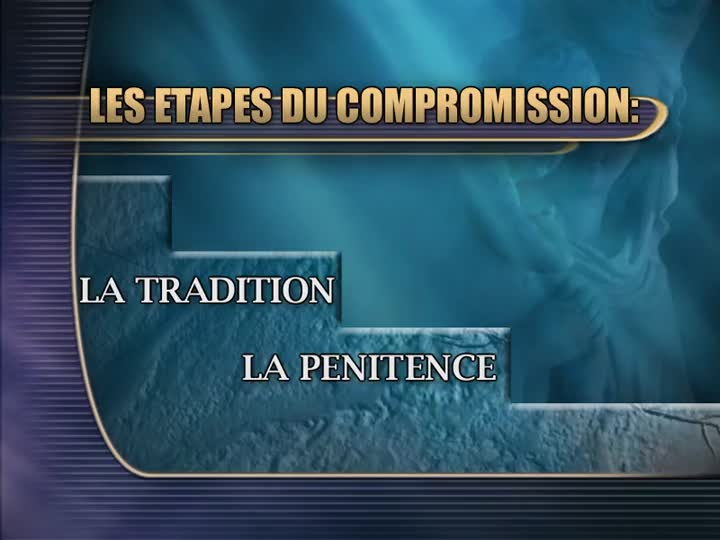 LES ETAPES DU COMPROMISSION:
LA TRADITION
LA PENITENCE